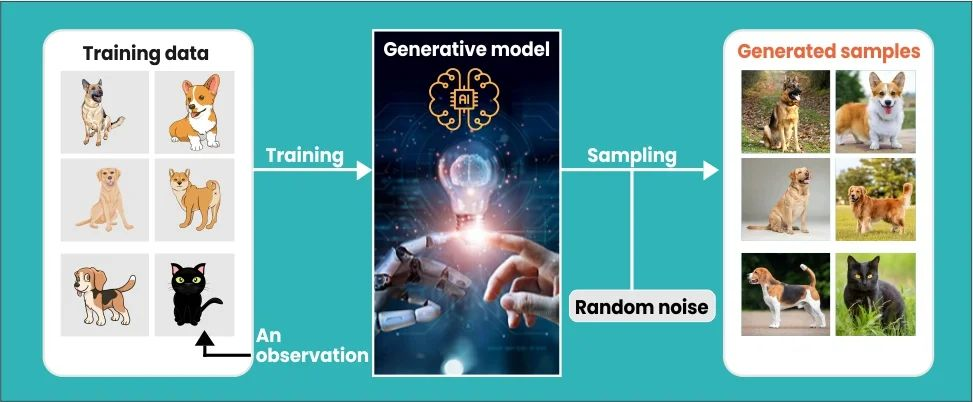 Training data
Generative model
Generated samples
AI
Training
Sampling
Random noise
An
observation